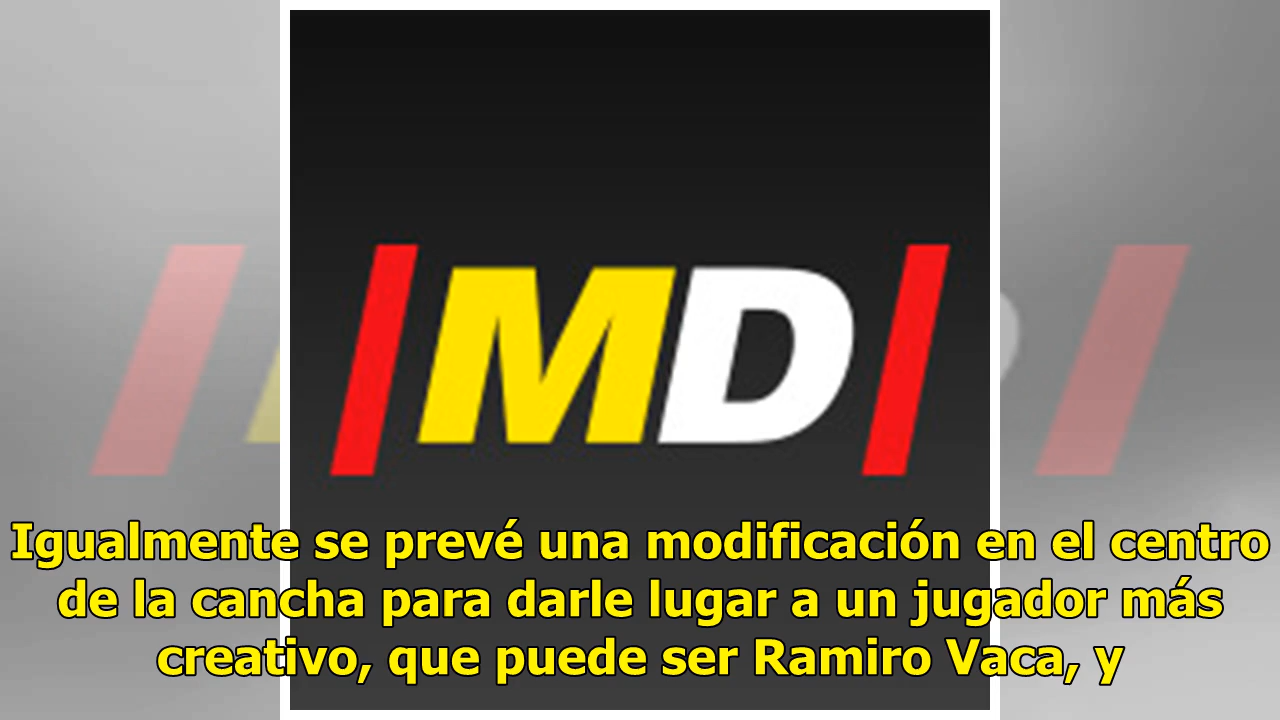 |MD|
Igualmente se prevé una modificación en el centro
de la cancha para darle lugar a un jugador más
creativo, que puede ser Ramiro Vaca, y